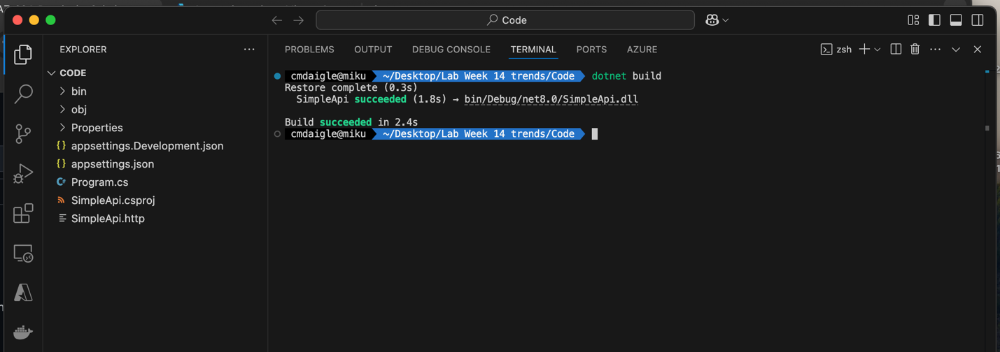 Code
EXPLORER
CODE
bin
obj
Properties
{} appsettings.Development.json
{} appsettings.json
C# Program.cs
SimpleApi.csproj
SimpleApi.http
PROBLEMS OUTPUT DEBUG CONSOLE TERMINAL PORTS AZURE
zsh
cmdaigle@miku ~/Desktop/Lab Week 14 trends/Code dotnet build
Restore complete (0.3s)
SimpleApi succeeded (1.8s) → bin/Debug/net8.0/SimpleApi.dll
Build succeeded in 2.4s
cmdaigle@miku ~/Desktop/Lab Week 14 trends/Code